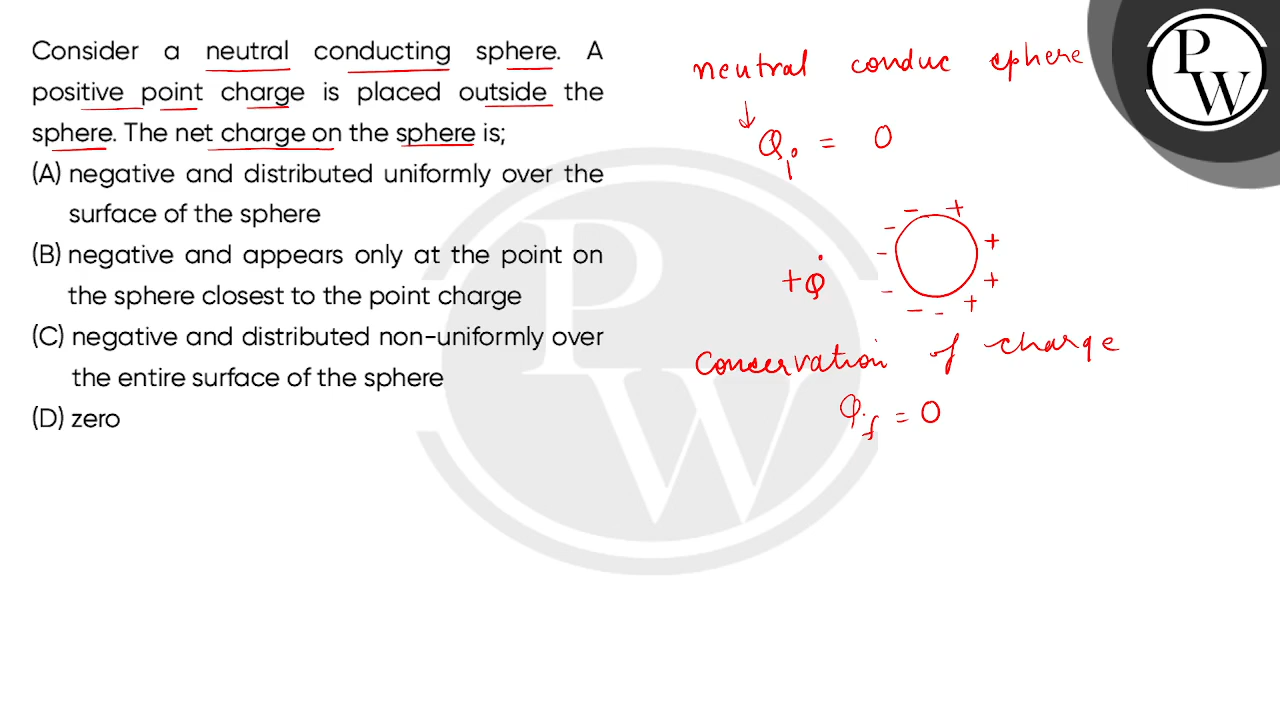 Consider a neutral conducting sphere. A
positive point charge is placed outside the
sphere. The net charge on the sphere is;
(A) negative and distributed uniformly over the
surface of the sphere
(B) negative and appears only at the point on
the sphere closest to the point charge
(C) negative and distributed non-uniformly over
the entire surface of the sphere
(D) zero
neutral conduc sphere
↓
Qi = 0
- +
- +
- +
+Q
- +
- -
conservation of charge
Qf = 0
P
W
P
W